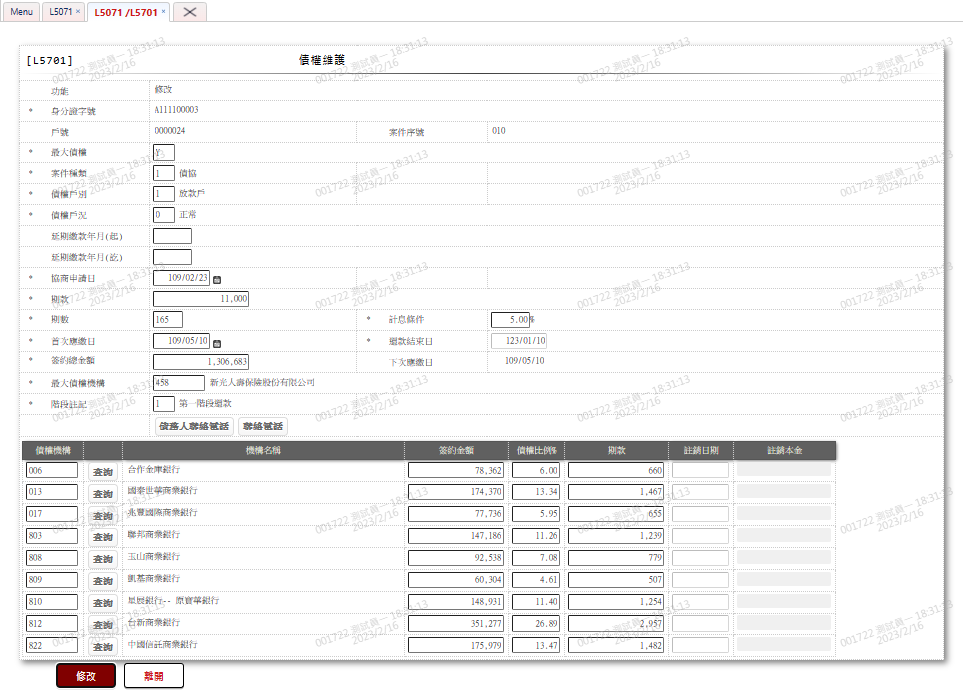 Menu L5071 × L5071 /L5701 ×
[L5701] 債權維護
功能 修改
* 身分證字號 A111100003
戶號 0000024 案件序號 010
* 最大債權 Y
* 案件種類 1 債協
* 債權戶別 1 放款戶
* 債權戶況 0 正常
延期繳款年月(起)
延期繳款年月(訖)
* 協商申請日 109/02/23
* 期款 11,000
* 期數 165 * 計息條件 5.00%
* 首次應繳日 109/05/10 * 還款結束日 123/01/10
* 簽約總金額 1,306,683 下次應繳日 109/05/10
* 最大債權機構 458 新光人壽保險股份有限公司
* 階段註記 1 第一階段還款
債務人聯絡電話 聯絡電話
債權機構 機構名稱 簽約金額 債權比例% 期款 註銷日期 註銷本金
006 查詢 合作金庫銀行 78,362 6.00 660
013 查詢 國泰世華商業銀行 174,370 13.34 1,467
017 查詢 兆豐國際商業銀行 77,736 5.95 655
803 查詢 聯邦商業銀行 147,186 11.26 1,239
808 查詢 玉山商業銀行 92,538 7.08 779
809 查詢 凱基商業銀行 60,304 4.61 507
810 查詢 星展銀行-- 原寶華銀行 148,931 11.40 1,254
812 查詢 台新商業銀行 351,277 26.89 2,957
822 查詢 中國信託商業銀行 175,979 13.47 1,482
修改 離開
001722 測試員一 18:31:13
2023/2/16